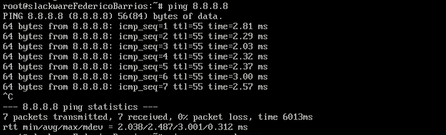 root@slackwareFedericoBarrios:~# ping 8.8.8.8
PING 8.8.8.8 (8.8.8.8) 56(84) bytes of data.
64 bytes from 8.8.8.8: icmp_seq=1 ttl=55 time=2.81 ms
64 bytes from 8.8.8.8: icmp_seq=2 ttl=55 time=2.29 ms
64 bytes from 8.8.8.8: icmp_seq=3 ttl=55 time=2.03 ms
64 bytes from 8.8.8.8: icmp_seq=4 ttl=55 time=2.32 ms
64 bytes from 8.8.8.8: icmp_seq=5 ttl=55 time=2.37 ms
64 bytes from 8.8.8.8: icmp_seq=6 ttl=55 time=3.00 ms
64 bytes from 8.8.8.8: icmp_seq=7 ttl=55 time=2.57 ms
^C
--- 8.8.8.8 ping statistics ---
7 packets transmitted, 7 received, 0% packet loss, time 6013ms
rtt min/avg/max/mdev = 2.038/2.487/3.001/0.312 ms